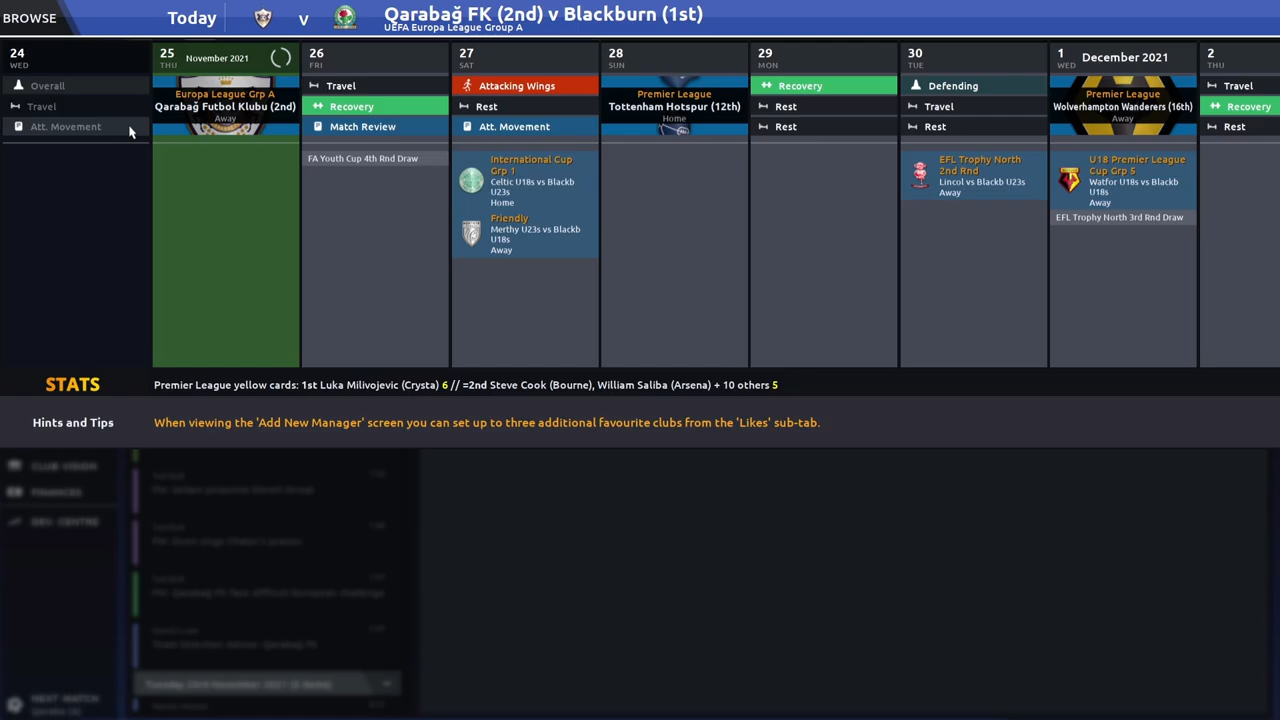 BROWSE
Today
v
Qarabağ FK (2nd) v Blackburn (1st)
UEFA Europa League Group A
24
WED
Overall
Travel
Att. Movement
25
THU
November 2021
Europa League Grp A
Qarabağ Futbol Klubu (2nd)
Away
26
FRI
Travel
Recovery
Match Review
FA Youth Cup 4th Rnd Draw
27
SAT
Attacking Wings
Rest
Att. Movement
International Cup
Grp 1
Celtic U18s vs Blackb
U23s
Home
Friendly
Merthy U23s vs Blackb
U18s
Away
28
SUN
Premier League
Tottenham Hotspur (12th)
Home
29
MON
Recovery
Rest
Rest
30
TUE
Defending
Travel
Rest
EFL Trophy North
2nd Rnd
Lincol vs Blackb U23s
Away
1
WED
December 2021
Premier League
Wolverhampton Wanderers (16th)
Away
U18 Premier League
Cup Grp 5
Watfor U18s vs Blackb
U18s
Away
EFL Trophy North 3rd Rnd Draw
2
THU
Travel
Recovery
Rest
STATS
Premier League yellow cards: 1st Luka Milivojevic (Crysta) 6 // =2nd Steve Cook (Bourne), William Saliba (Arsena) + 10 others 5
Hints and Tips
When viewing the 'Add New Manager' screen you can set up to three additional favourite clubs from the 'Likes' sub-tab.
CLUB VISION
FINANCES
DEV. CENTRE
NEXT MATCH